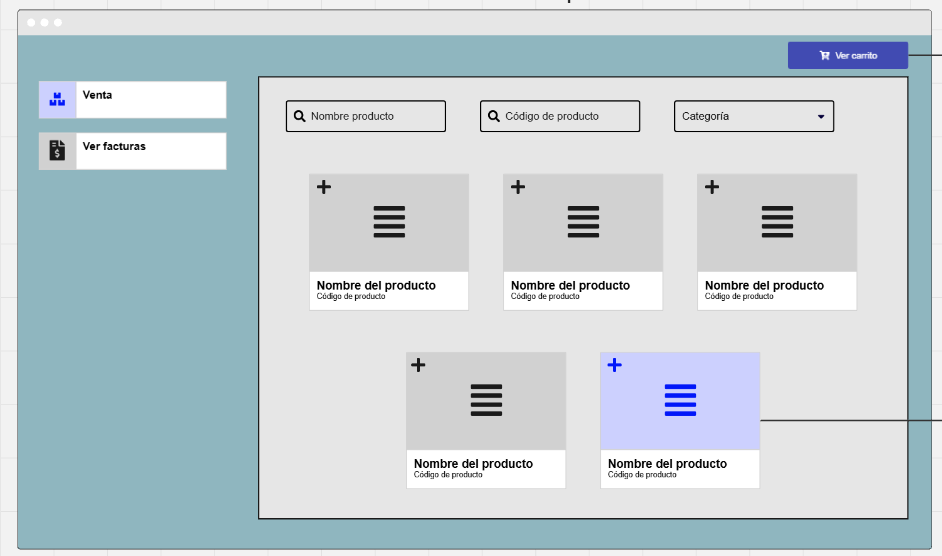 Ver carrito
Venta
Ver facturas
Nombre producto
Código de producto
Categoría
Nombre del producto
Código de producto
Nombre del producto
Código de producto
Nombre del producto
Código de producto
Nombre del producto
Código de producto
Nombre del producto
Código de producto